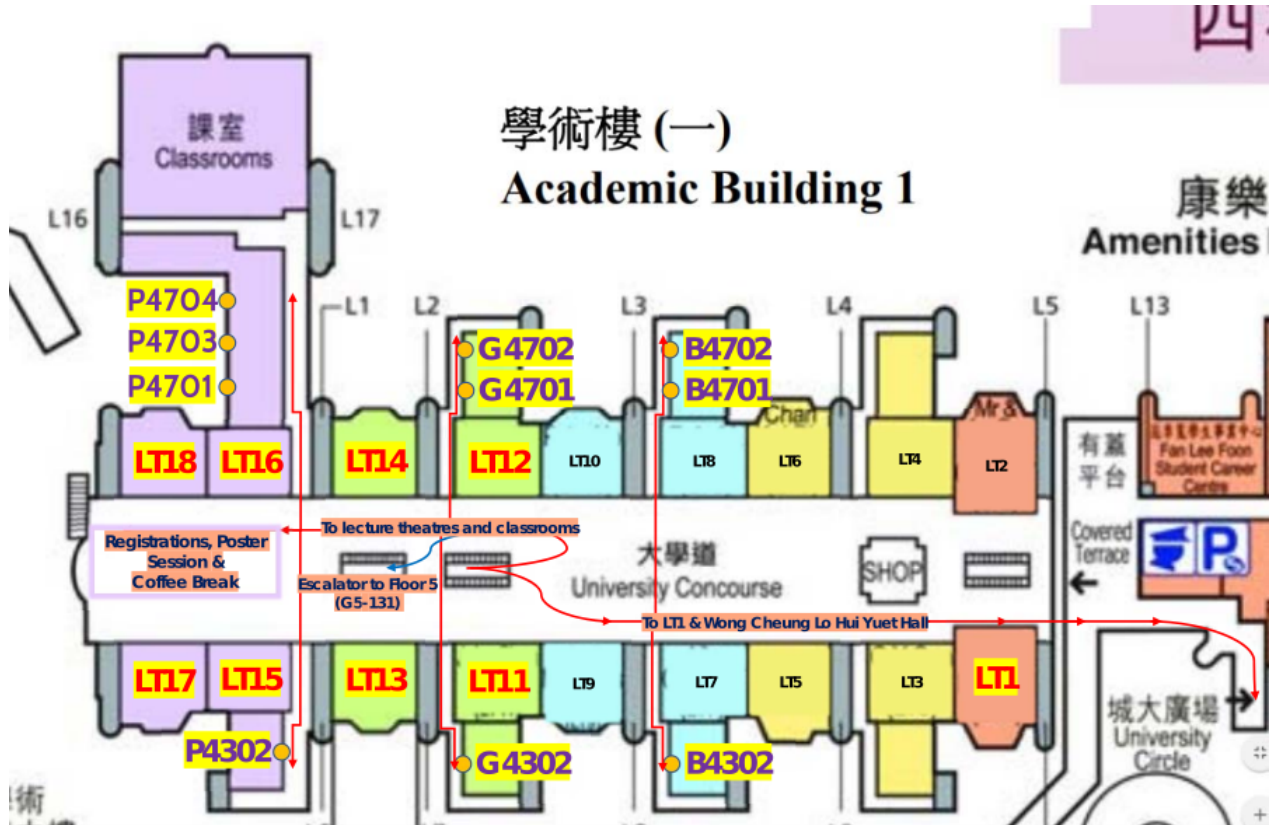 學術樓 (一)
Academic Building 1
課室
Classrooms
L16
L17
康樂
Amenities
P4704
P4703
P4701
L1
L2
L3
L4
L5
L13
G4702
G4701
B4702
B4701
Chan
Mr &
LT18
LT16
LT14
LT12
LT10
LT8
LT6
LT4
LT2
有蓋
平台
Fan Lee Foon
Student Career
Centre
Covered
Terrace
Registrations, Poster
Session &
Coffee Break
To lecture theatres and classrooms
Escalator to Floor 5
(G5-131)
大學道
University Concourse
SHOP
P
To LT1 & Wong Cheung Lo Hui Yuet Hall
LT17
LT15
LT13
LT11
LT9
LT7
LT5
LT3
LT1
P4302
G4302
B4302
城大廣場
University
Circle